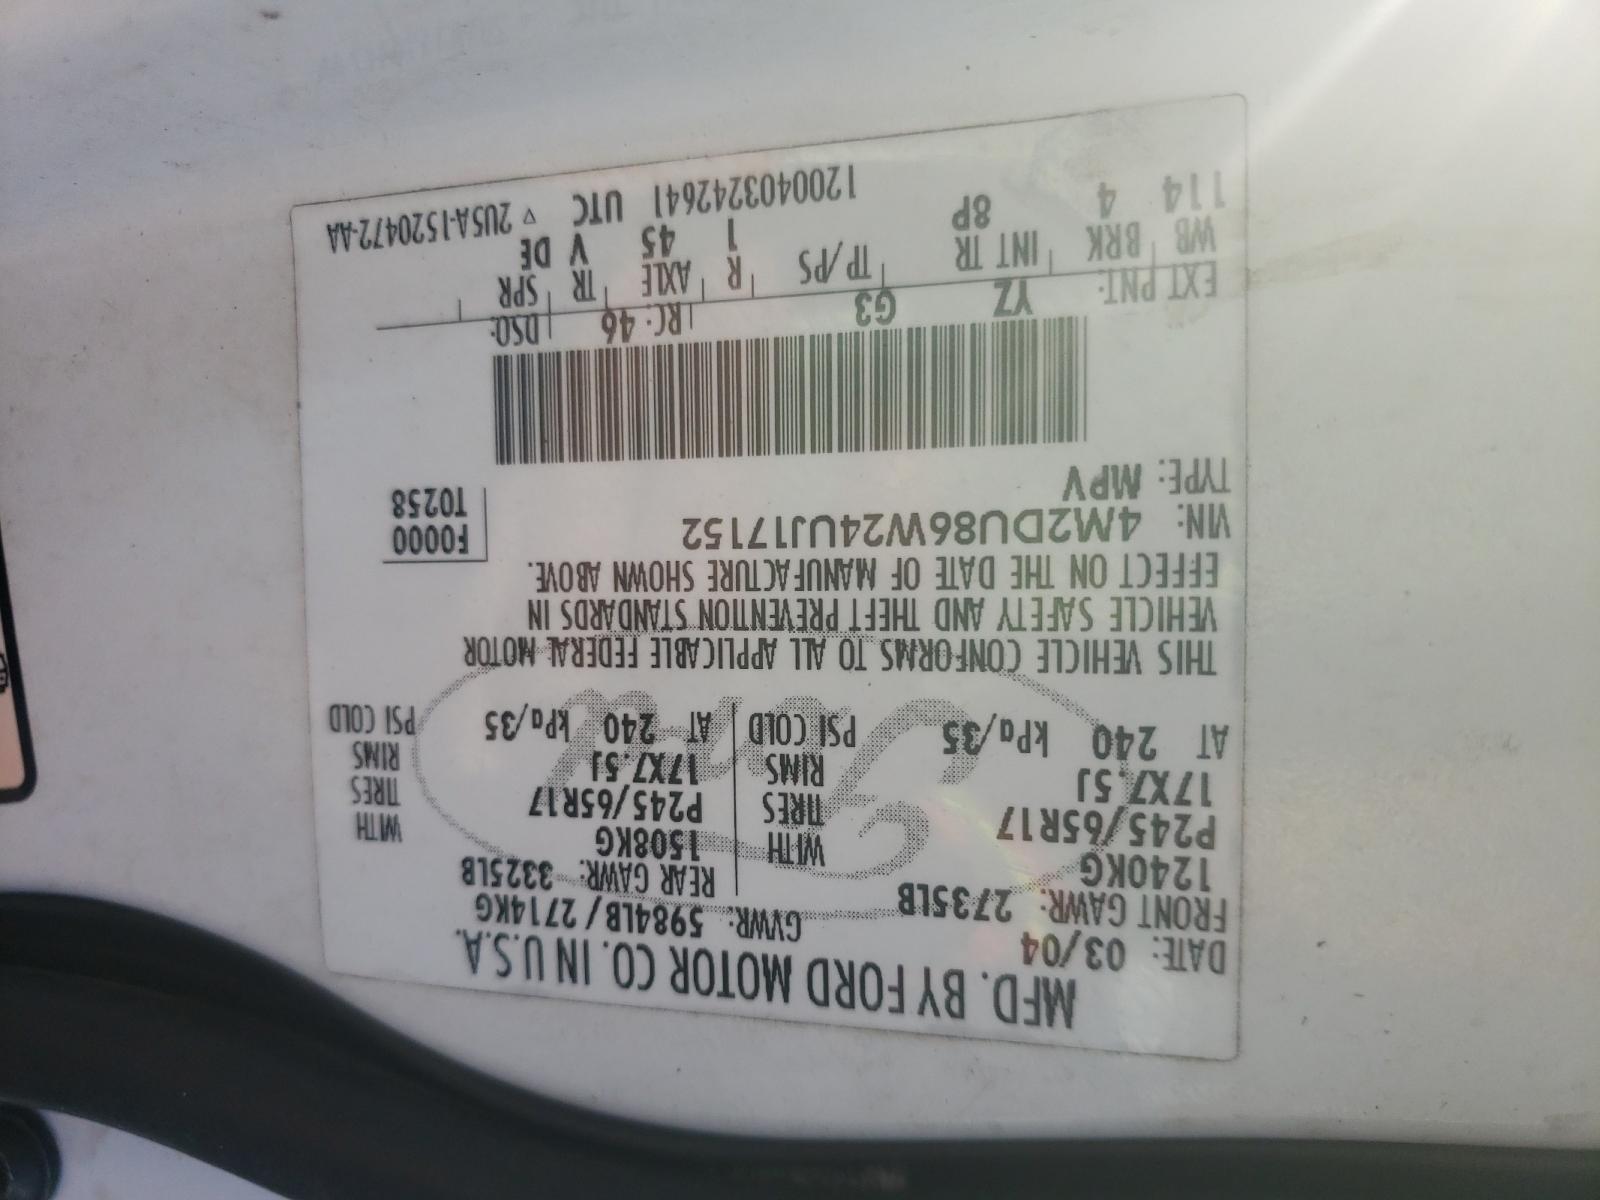 MFD. BY FORD MOTOR CO. IN U.S.A.
DATE: 03/04 GVWR: 5984LB / 2714KG
FRONT GAWR: 2735LB REAR GAWR: 3325LB
1240KG WITH 1508KG WITH
P245/65R17 TIRES P245/65R17 TIRES
17X7.5J RIMS 17X7.5J RIMS
AT 240 kPa/35 PSI COLD AT 240 kPa/35 PSI COLD
THIS VEHICLE CONFORMS TO ALL APPLICABLE FEDERAL MOTOR
VEHICLE SAFETY AND THEFT PREVENTION STANDARDS IN
EFFECT ON THE DATE OF MANUFACTURE SHOWN ABOVE.
VIN: 4M2DU86W24UJ17152 F0000
TYPE: MPV T0258
EXT PNT: YZ G3 RC: 46 DSO:
WB BRK INT TR TP/PS R AXLE TR SPR
114 4 8P 1 45 V DE
1200403242641 UTC ▽ 2U5A-1520472-AA
Ford